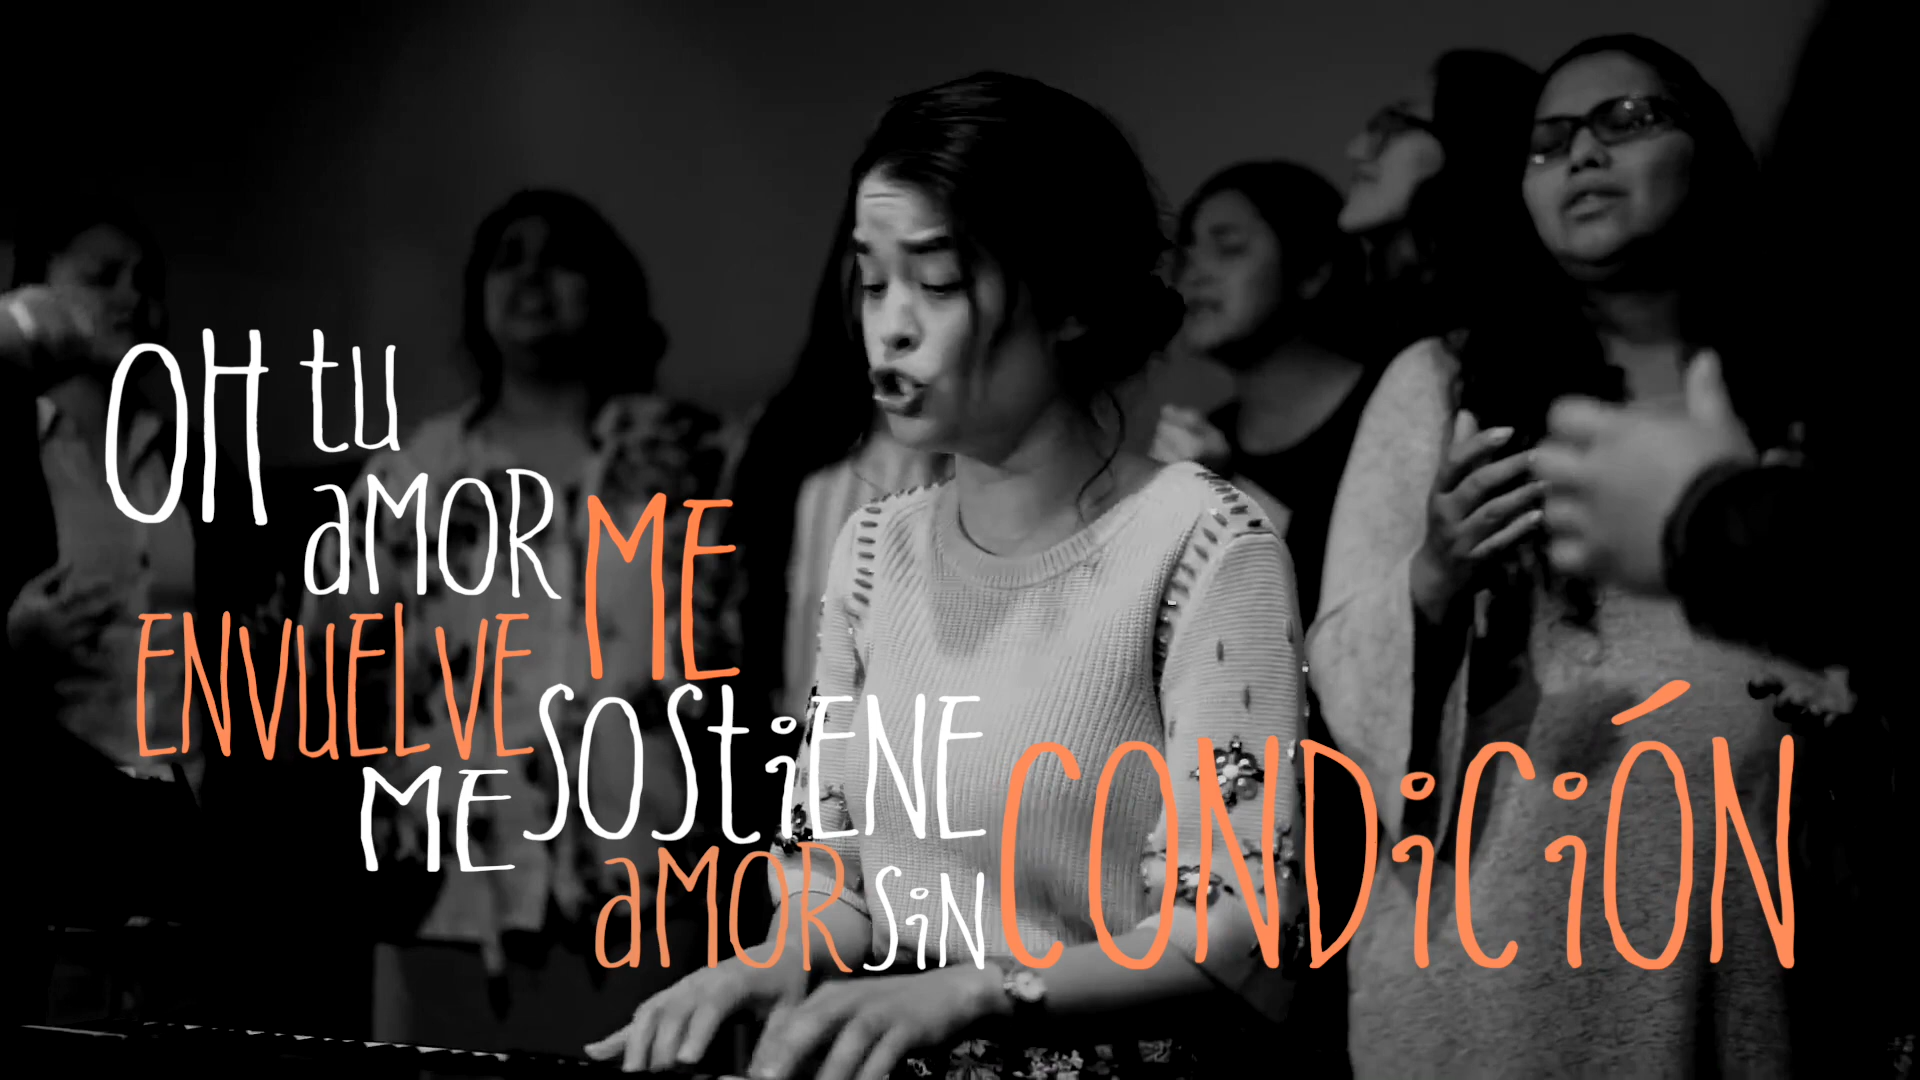 OH tu
aMOR ME
ENVUELVE
ME SOStiENE
aMOR SiN CONDiCiÓN